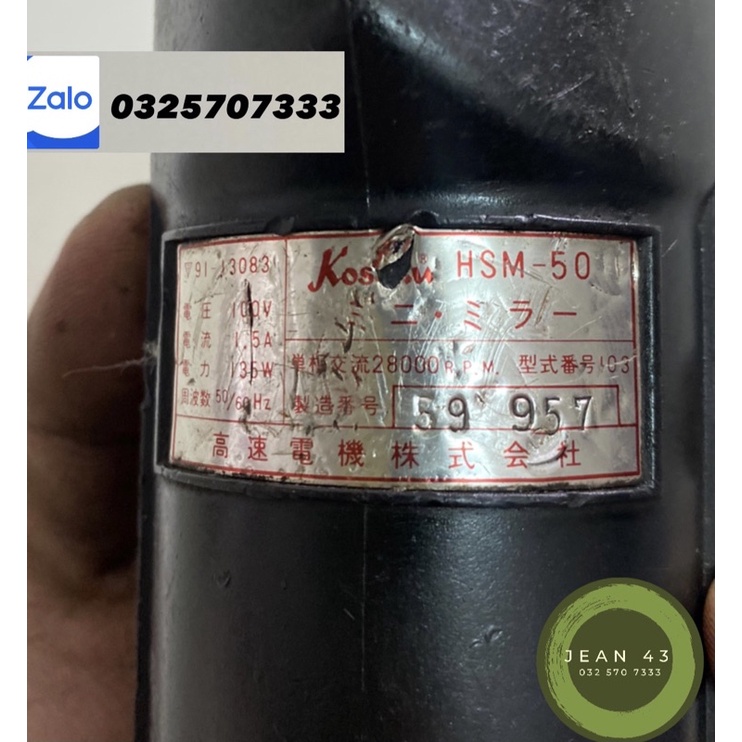 Zalo
0325707333
▽91-13083
電圧 100V
電流 1.5A
電力 135W
周波数 50/60Hz
® HSM-50
ミニ・ミラー
単相交流28000R.P.M. 型式番号103
製造番号 59 957
高速電機株式会社
JEAN 43
032 570 7333